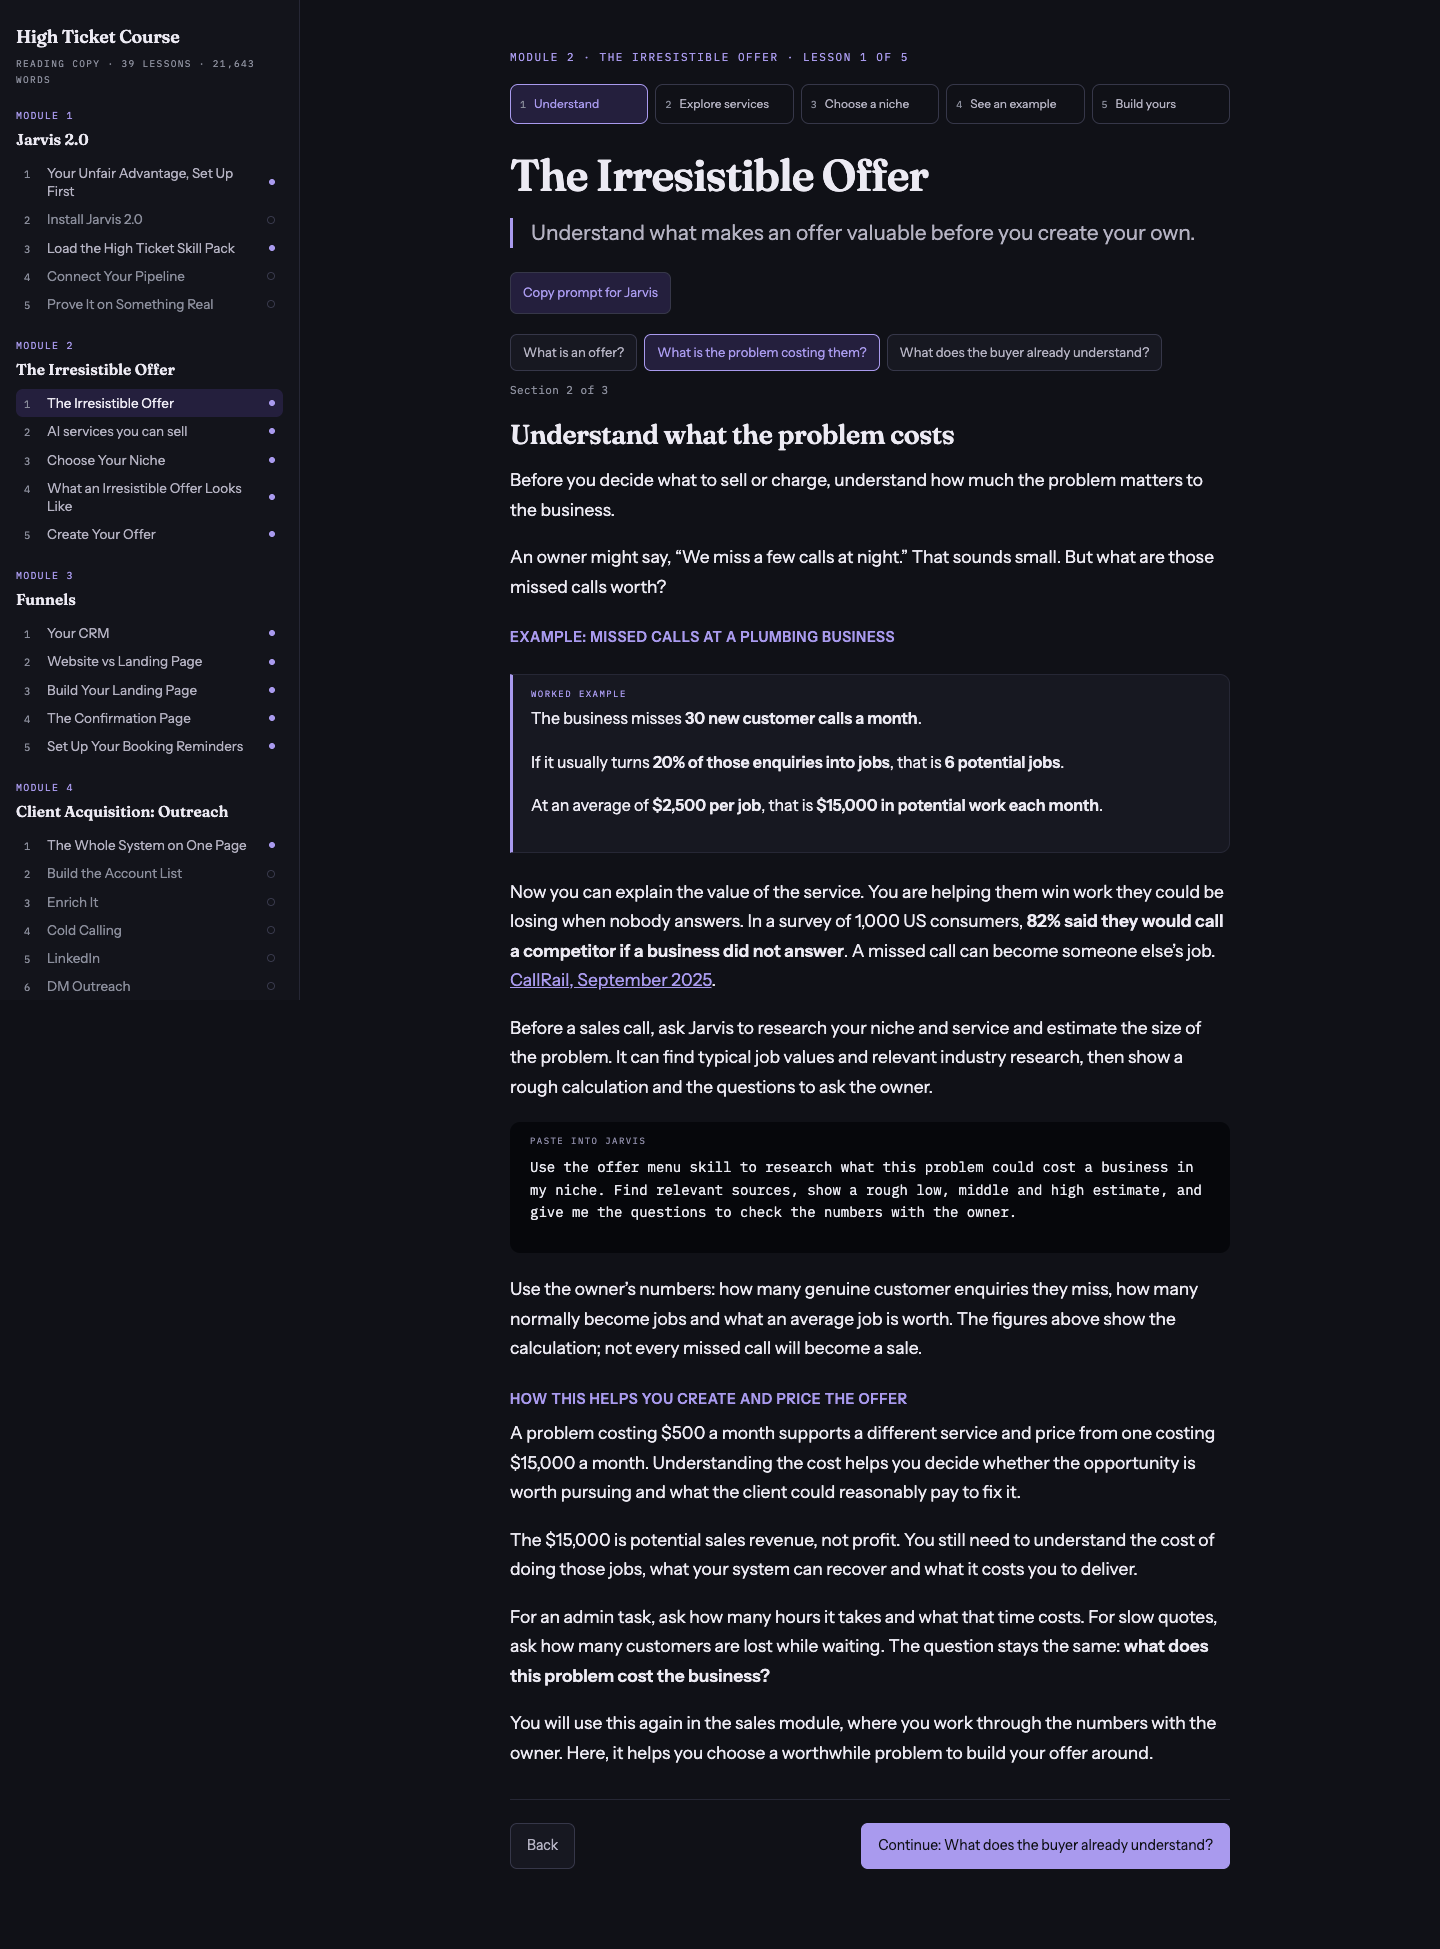 High Ticket Course
READING COPY · 39 LESSONS · 21,643
WORDS
MODULE 1
Jarvis 2.0
1 Your Unfair Advantage, Set Up
First
2 Install Jarvis 2.0
3 Load the High Ticket Skill Pack
4 Connect Your Pipeline
5 Prove It on Something Real
MODULE 2
The Irresistible Offer
1 The Irresistible Offer
2 AI services you can sell
3 Choose Your Niche
4 What an Irresistible Offer Looks
Like
5 Create Your Offer
MODULE 3
Funnels
1 Your CRM
2 Website vs Landing Page
3 Build Your Landing Page
4 The Confirmation Page
5 Set Up Your Booking Reminders
MODULE 4
Client Acquisition: Outreach
1 The Whole System on One Page
2 Build the Account List
3 Enrich It
4 Cold Calling
5 LinkedIn
6 DM Outreach
MODULE 2 · THE IRRESISTIBLE OFFER · LESSON 1 OF 5
1 Understand 2 Explore services 3 Choose a niche 4 See an example 5 Build yours
The Irresistible Offer
Understand what makes an offer valuable before you create your own.
Copy prompt for Jarvis
What is an offer? What is the problem costing them? What does the buyer already understand?
Section 2 of 3
Understand what the problem costs
Before you decide what to sell or charge, understand how much the problem matters to
the business.
An owner might say, “We miss a few calls at night.” That sounds small. But what are those
missed calls worth?
EXAMPLE: MISSED CALLS AT A PLUMBING BUSINESS
WORKED EXAMPLE
The business misses 30 new customer calls a month.
If it usually turns 20% of those enquiries into jobs, that is 6 potential jobs.
At an average of $2,500 per job, that is $15,000 in potential work each month.
Now you can explain the value of the service. You are helping them win work they could be
losing when nobody answers. In a survey of 1,000 US consumers, 82% said they would call
a competitor if a business did not answer. A missed call can become someone else’s job.
CallRail, September 2025.
Before a sales call, ask Jarvis to research your niche and service and estimate the size of
the problem. It can find typical job values and relevant industry research, then show a
rough calculation and the questions to ask the owner.
PASTE INTO JARVIS
Use the offer menu skill to research what this problem could cost a business in
my niche. Find relevant sources, show a rough low, middle and high estimate, and
give me the questions to check the numbers with the owner.
Use the owner’s numbers: how many genuine customer enquiries they miss, how many
normally become jobs and what an average job is worth. The figures above show the
calculation; not every missed call will become a sale.
HOW THIS HELPS YOU CREATE AND PRICE THE OFFER
A problem costing $500 a month supports a different service and price from one costing
$15,000 a month. Understanding the cost helps you decide whether the opportunity is
worth pursuing and what the client could reasonably pay to fix it.
The $15,000 is potential sales revenue, not profit. You still need to understand the cost of
doing those jobs, what your system can recover and what it costs you to deliver.
For an admin task, ask how many hours it takes and what that time costs. For slow quotes,
ask how many customers are lost while waiting. The question stays the same: what does
this problem cost the business?
You will use this again in the sales module, where you work through the numbers with the
owner. Here, it helps you choose a worthwhile problem to build your offer around.
Back Continue: What does the buyer already understand?